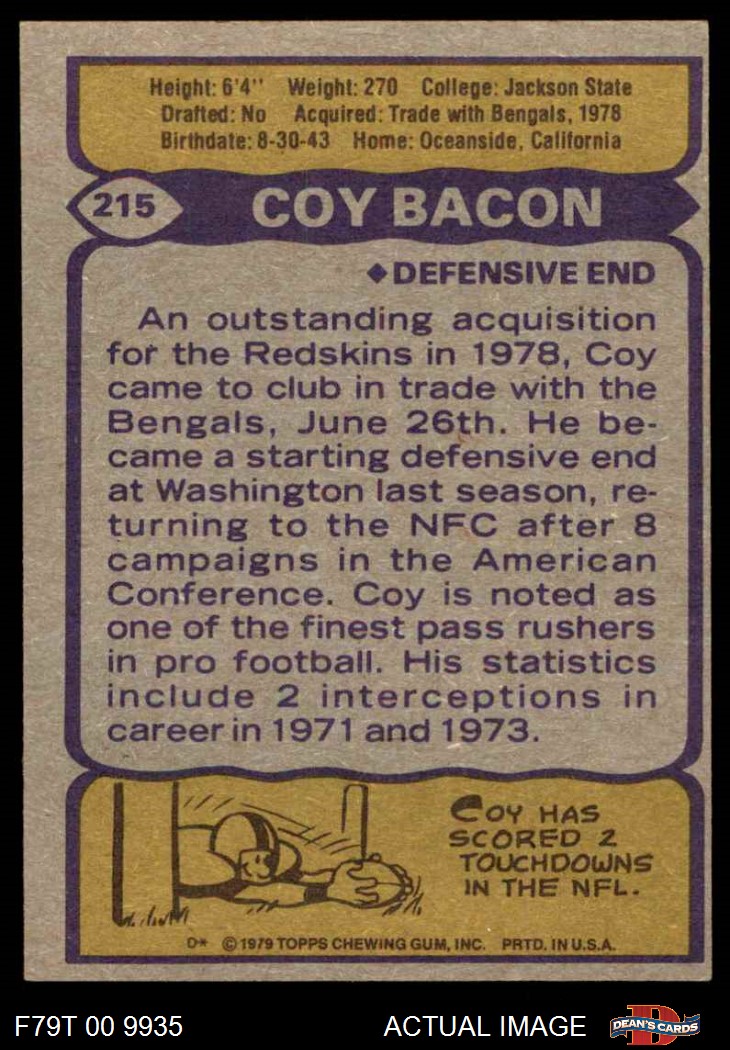 Height: 6'4" Weight: 270 College: Jackson State
Drafted: No Acquired: Trade with Bengals, 1978
Birthdate: 8-30-43 Home: Oceanside, California
215 COY BACON
◆DEFENSIVE END
An outstanding acquisition
for the Redskins in 1978, Coy
came to club in trade with the
Bengals, June 26th. He be-
came a starting defensive end
at Washington last season, re-
turning to the NFC after 8
campaigns in the American
Conference. Coy is noted as
one of the finest pass rushers
in pro football. His statistics
include 2 interceptions in
career in 1971 and 1973.
COY HAS
SCORED 2
TOUCHDOWNS
IN THE NFL.
D* ©1979 TOPPS CHEWING GUM, INC. PRTD. IN U.S.A.
F79T 00 9935 ACTUAL IMAGE D DEAN'S CARDS